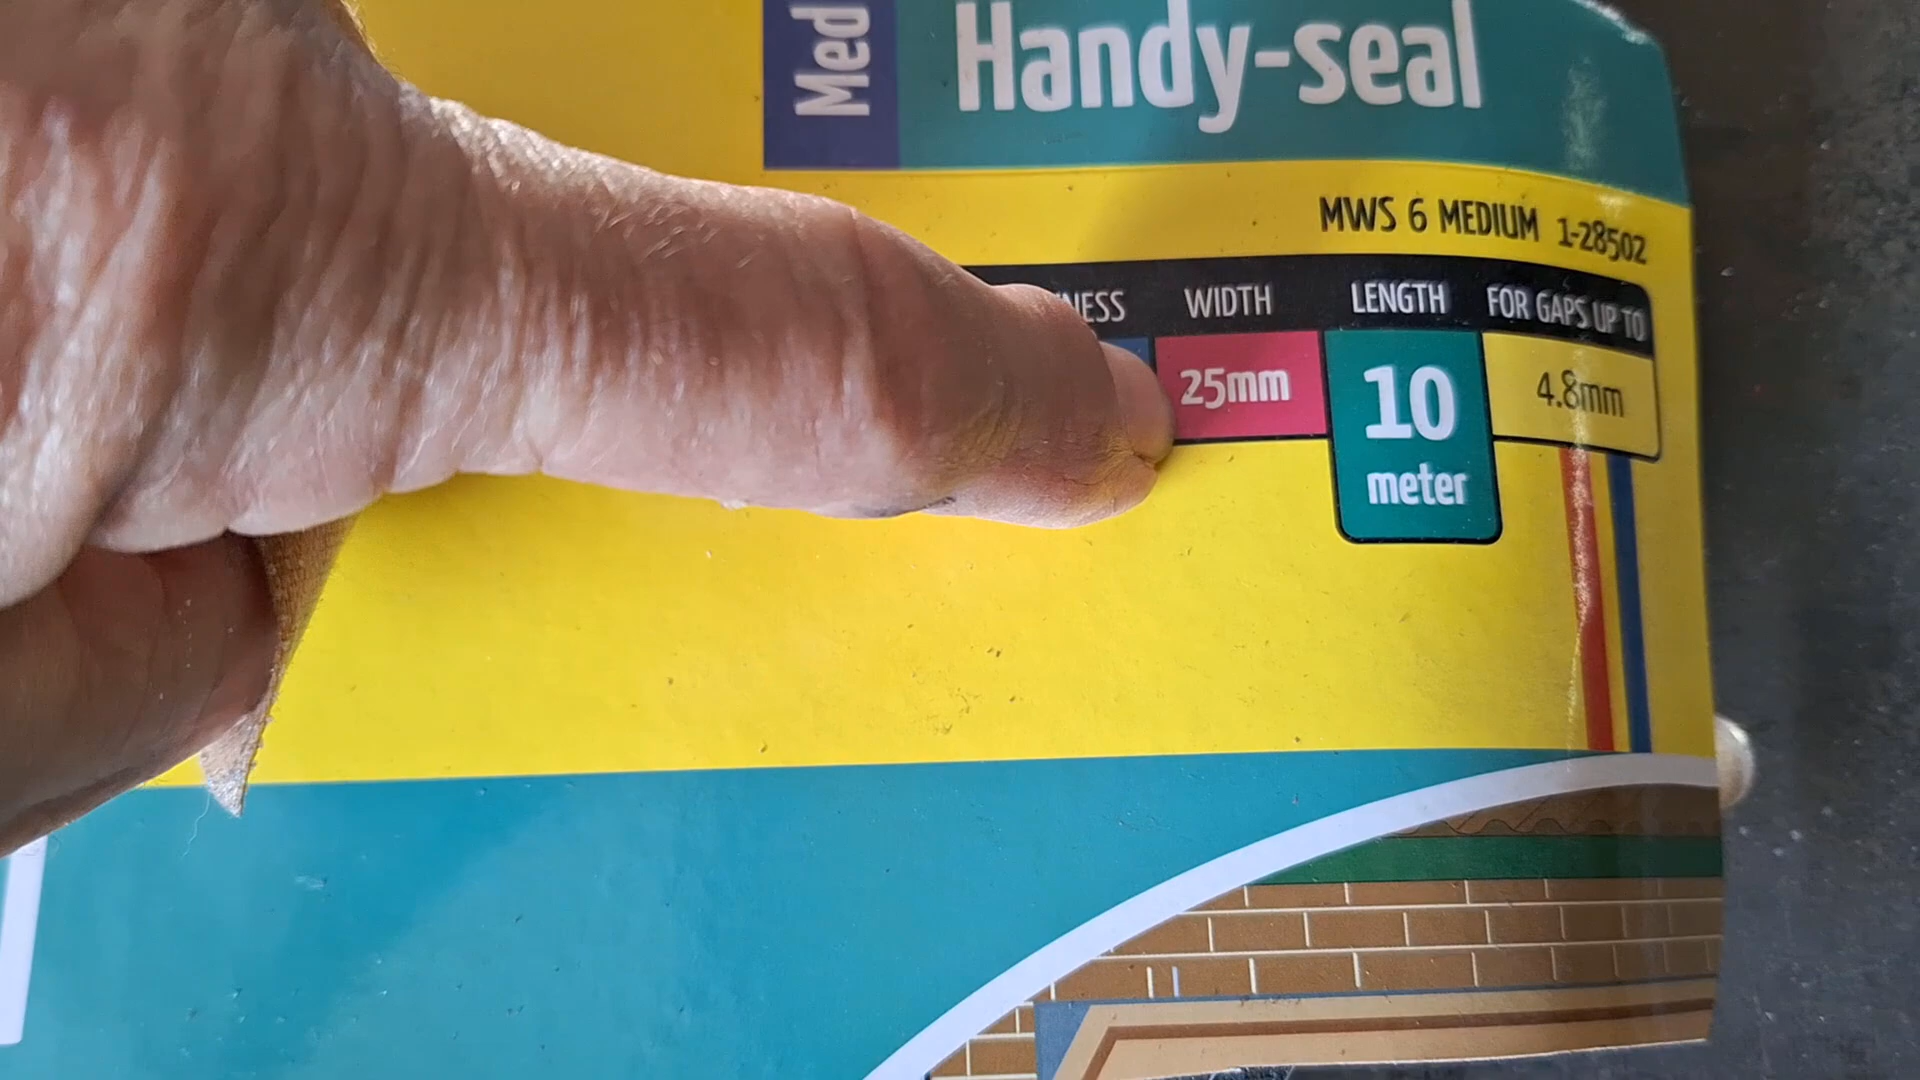 Med
Handy-seal
MWS 6 MEDIUM 1-28502
NESS WIDTH LENGTH FOR GAPS UP TO
25mm 10 meter 4.8mm